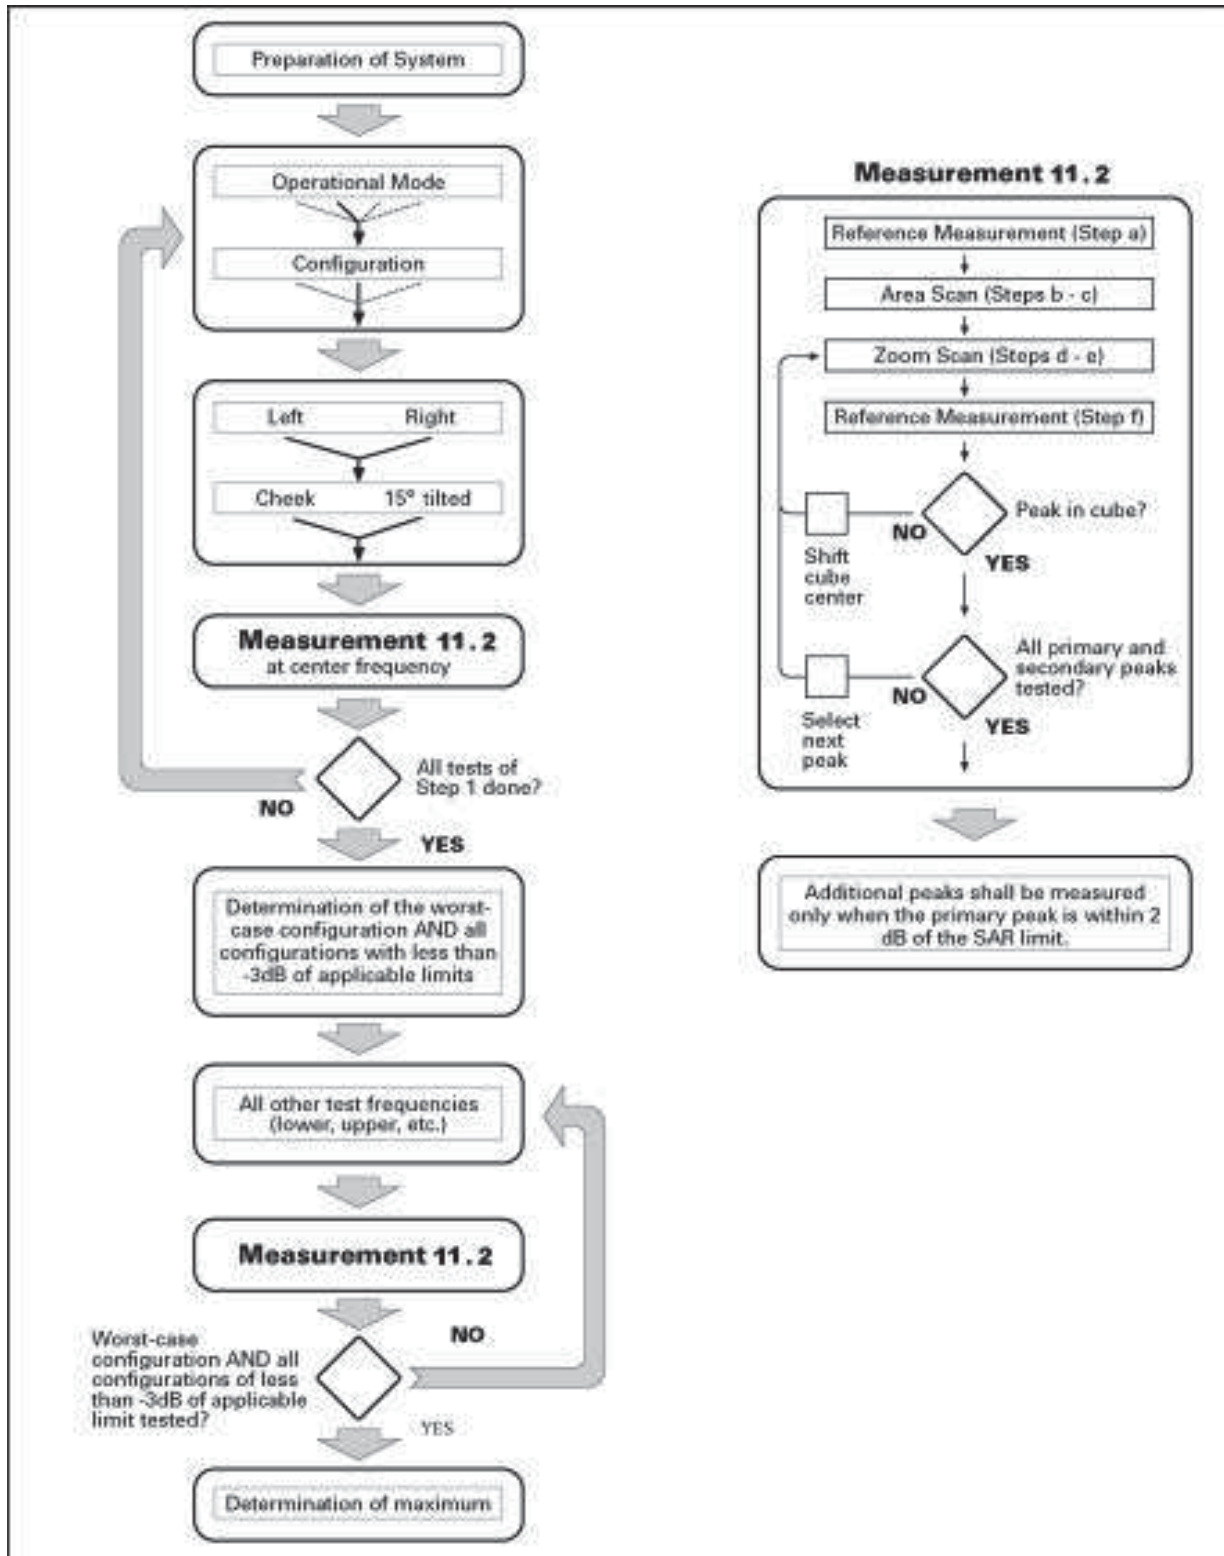 Preparation of System
Operational Mode
Configuration
Left Right
Cheek 15° tilted
Measurement 11.2
at center frequency
All tests of
Step 1 done?
NO
YES
Determination of the worst-
case configuration AND all
configurations with less than
-3dB of applicable limits
All other test frequencies
(lower, upper, etc.)
Measurement 11.2
NO
Worst-case
configuration AND all
configurations of less
than -3dB of applicable
limit tested?
YES
Determination of maximum
Measurement 11.2
Reference Measurement (Step a)
Area Scan (Steps b - c)
Zoom Scan (Steps d - e)
Reference Measurement (Step f)
Peak in cube?
NO
Shift
cube
center
YES
All primary and
secondary peaks
tested?
NO
Select
next
peak
YES
Additional peaks shall be measured
only when the primary peak is within 2
dB of the SAR limit.